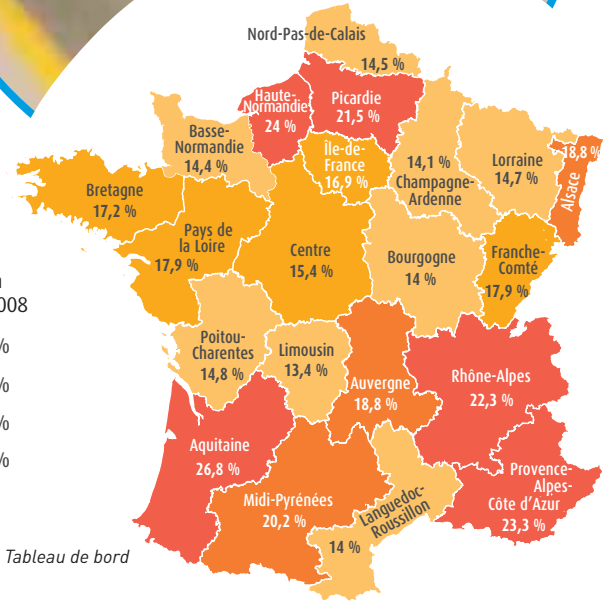 Nord-Pas-de-Calais
14,5 %
Haute-
Normandie
24 %
Picardie
21,5 %
Basse-
Normandie
14,4 %
Île-de-
France
16,9 %
14,1 %
Champagne-
Ardenne
Lorraine
14,7 %
18,8 %
Alsace
Bretagne
17,2 %
Pays de
la Loire
17,9 %
Centre
15,4 %
Bourgogne
14 %
Franche-
Comté
17,9 %
Poitou-
Charentes
14,8 %
Limousin
13,4 %
Auvergne
18,8 %
Rhône-Alpes
22,3 %
Aquitaine
26,8 %
Midi-Pyrénées
20,2 %
Languedoc-
Roussillon
14 %
Provence-
Alpes-
Côte d'Azur
23,3 %
%
%
%
%
Tableau de bord